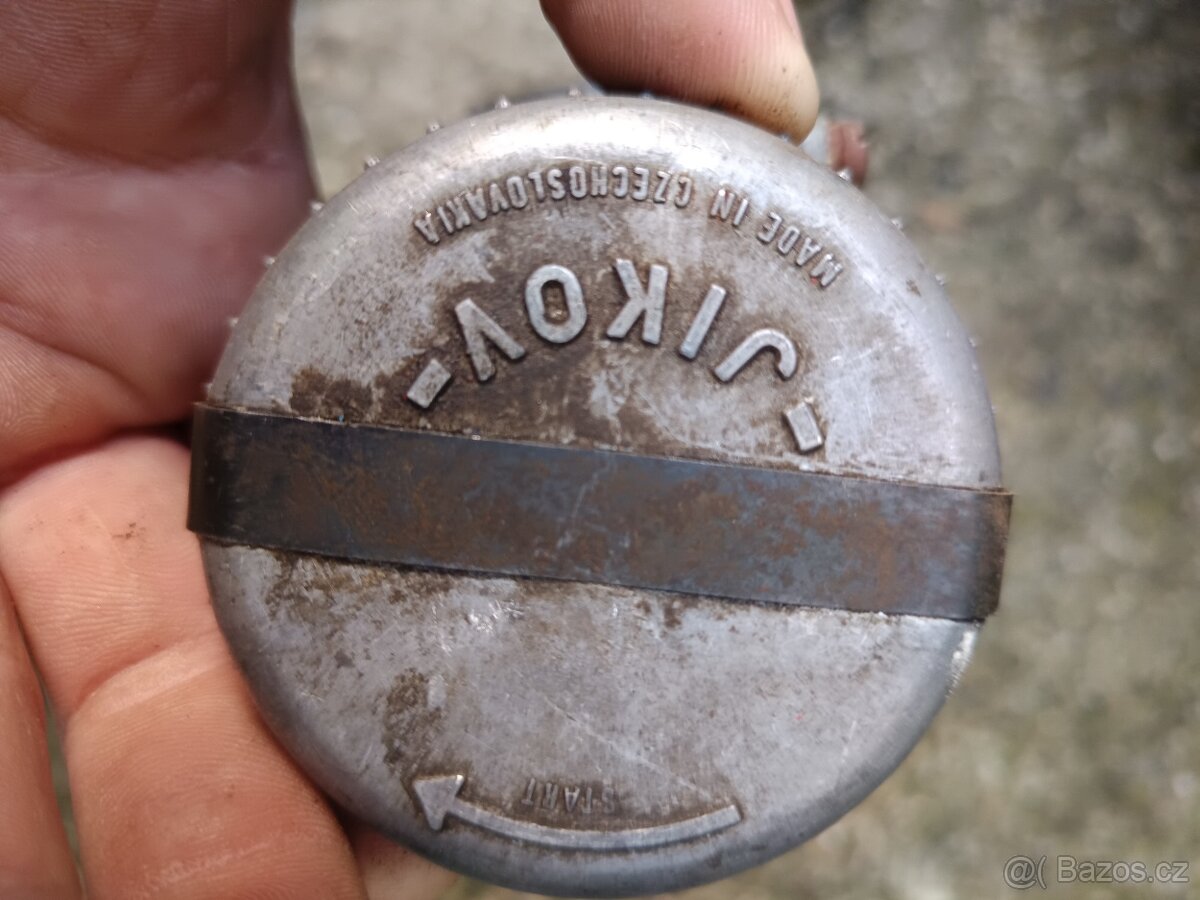 MADE IN CZECHOSLOVAKIA
- JIKOV -
START
@( Bazos.cz